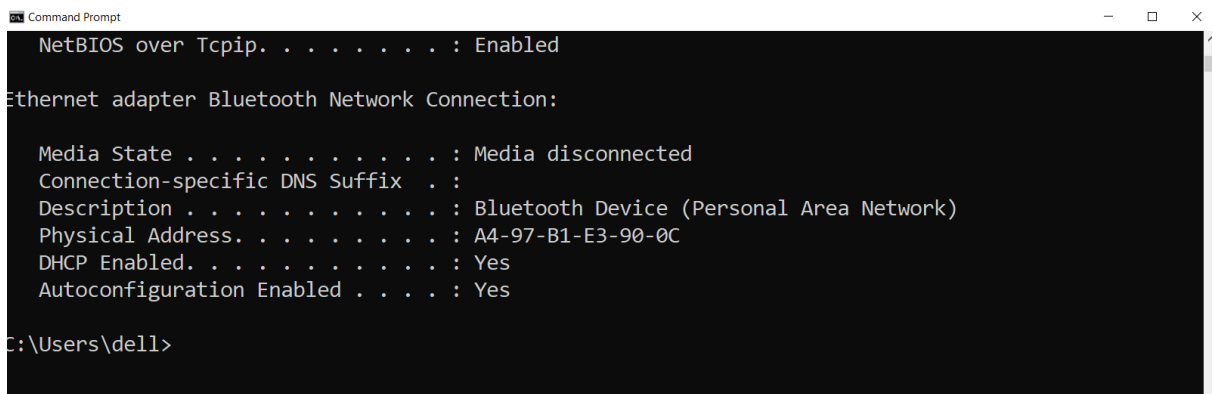 Command Prompt
NetBIOS over Tcpip. . . . . . . . : Enabled
Ethernet adapter Bluetooth Network Connection:
Media State . . . . . . . . . . . : Media disconnected
Connection-specific DNS Suffix  . :
Description . . . . . . . . . . . : Bluetooth Device (Personal Area Network)
Physical Address. . . . . . . . . : A4-97-B1-E3-90-0C
DHCP Enabled. . . . . . . . . . . : Yes
Autoconfiguration Enabled . . . . : Yes
C:\Users\dell>